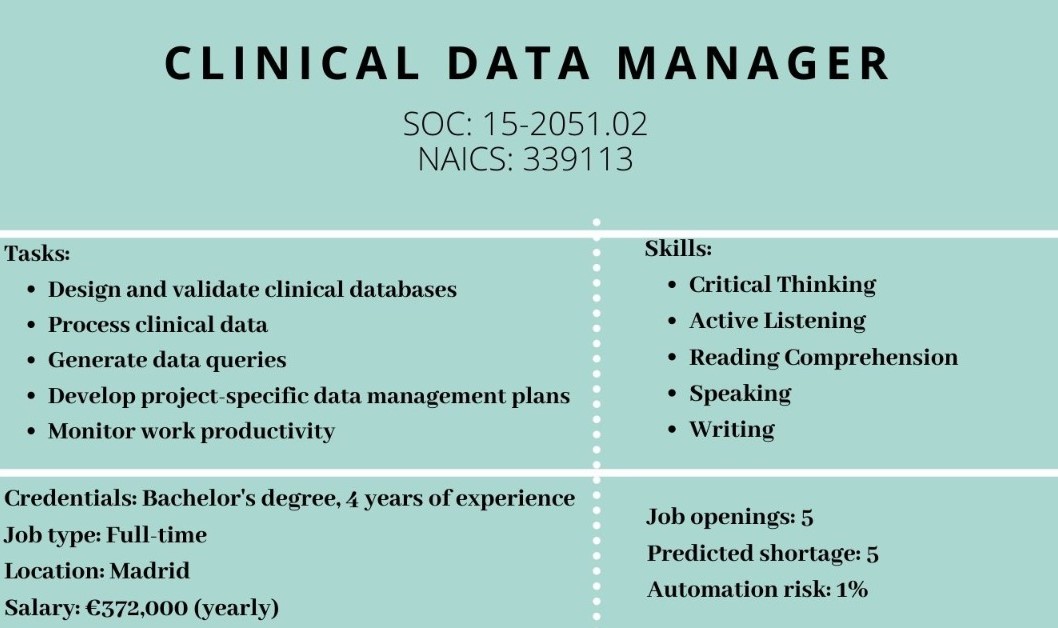 CLINICAL DATA MANAGER
SOC: 15-2051.02
NAICS: 339113
Tasks:
• Design and validate clinical databases
• Process clinical data
• Generate data queries
• Develop project-specific data management plans
• Monitor work productivity
Skills:
• Critical Thinking
• Active Listening
• Reading Comprehension
• Speaking
• Writing
Credentials: Bachelor's degree, 4 years of experience
Job type: Full-time
Location: Madrid
Salary: €372,000 (yearly)
Job openings: 5
Predicted shortage: 5
Automation risk: 1%